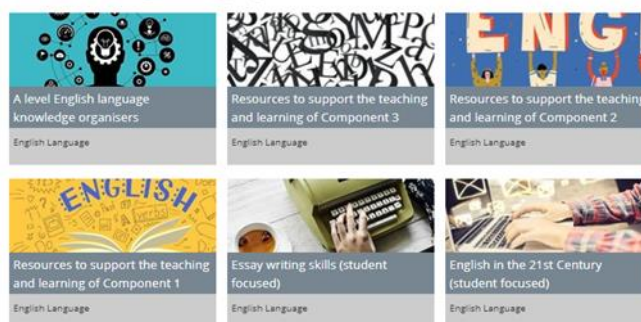 ENG
A level English language
knowledge organisers
English Language
Resources to support the teaching
and learning of Component 3
English Language
Resources to support the teaching
and learning of Component 2
English Language
ENGLISH
Resources to support the teaching
and learning of Component 1
English Language
Essay writing skills (student
focused)
English Language
English in the 21st Century
(student focused)
English Language